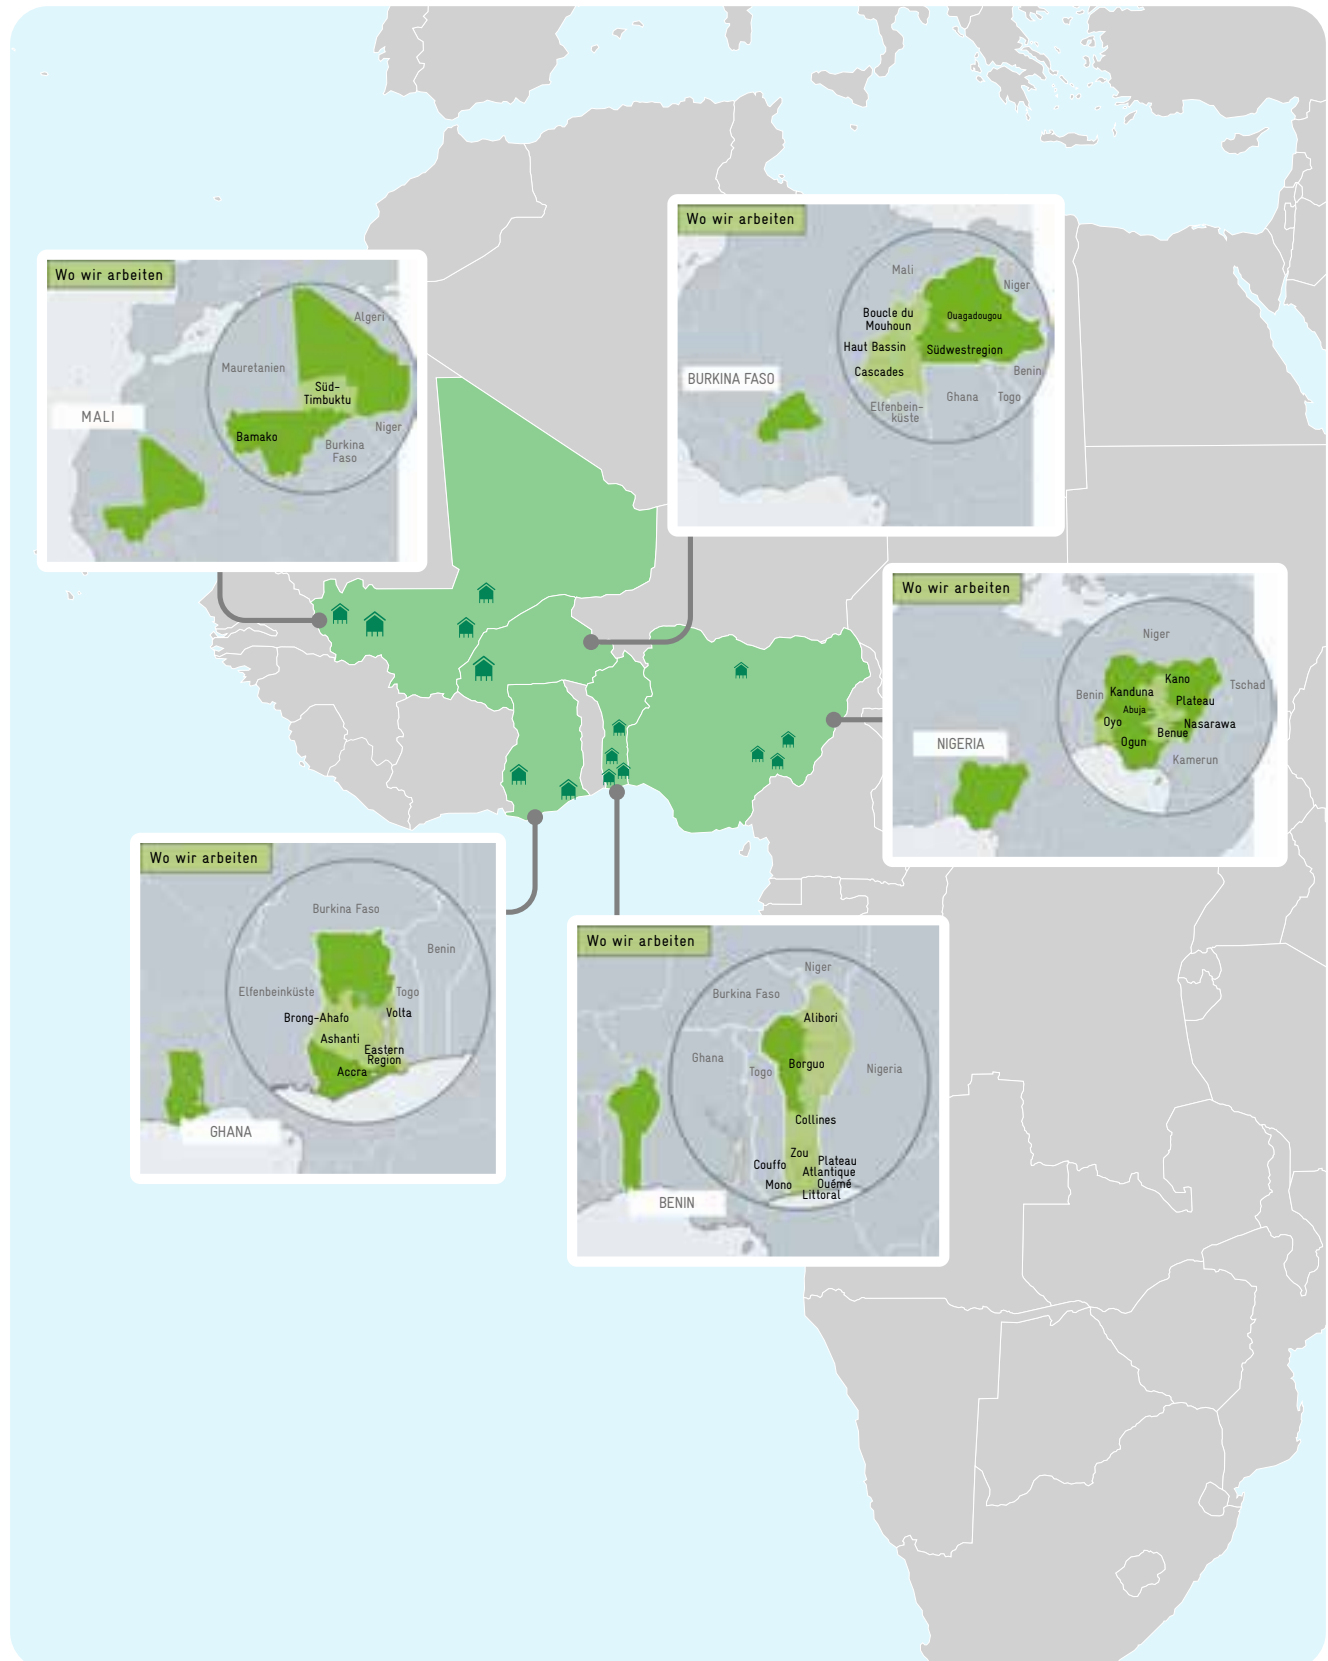 Wo wir arbeiten
Mali
Niger
Boucle du
Mouhoun
Ouagadougou
Haut Bassin
Südwestregion
Cascades
Benin
BURKINA FASO
Ghana
Togo
Elfenbein-
küste
Wo wir arbeiten
Algeri
Mauretanien
Süd-
Timbuktu
MALI
Niger
Bamako
Burkina
Faso
Wo wir arbeiten
Niger
Kano
Tschad
Benin
Kanduna
Plateau
Abuja
Oyo
Nasarawa
Benue
Ogun
NIGERIA
Kamerun
Wo wir arbeiten
Burkina Faso
Benin
Elfenbeinküste
Togo
Brong-Ahafo
Volta
Ashanti
Eastern
Region
Accra
GHANA
Wo wir arbeiten
Niger
Burkina Faso
Alibori
Ghana
Borguo
Togo
Nigeria
Collines
Zou
Couffo
Plateau
Atlantique
Mono
Ouémé
Littoral
BENIN